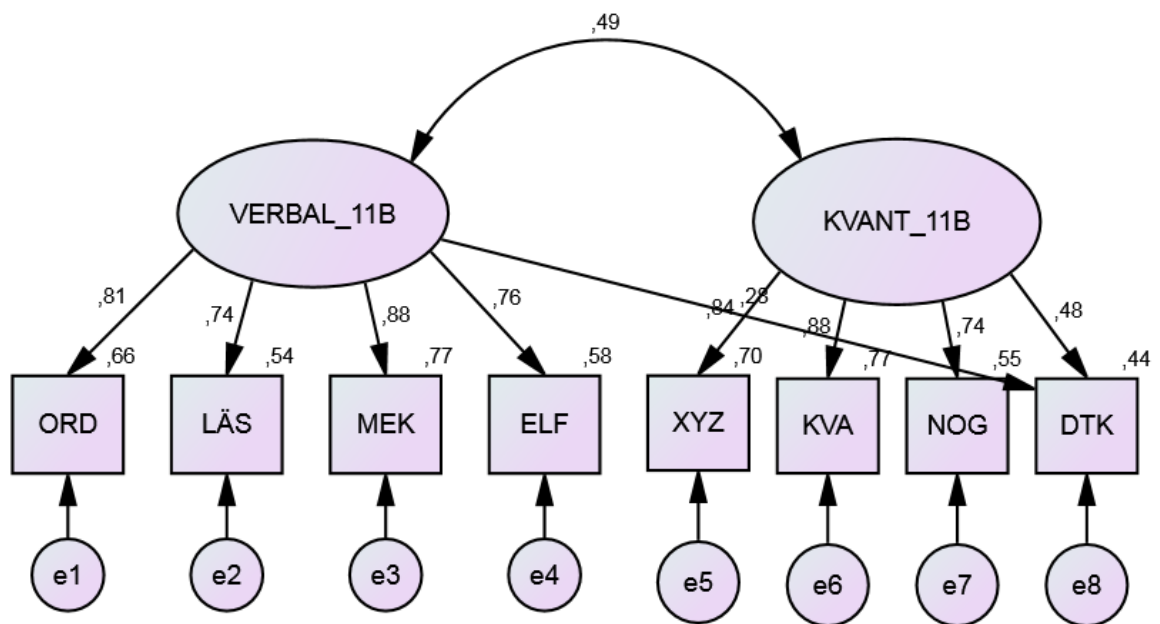 ,49
VERBAL_11B
KVANT_11B
,81
,74
,88
,76
,84
,28
,88
,74
,48
,66
,54
,77
,58
,70
,77
,55
,44
ORD
LÄS
MEK
ELF
XYZ
KVA
NOG
DTK
e1
e2
e3
e4
e5
e6
e7
e8